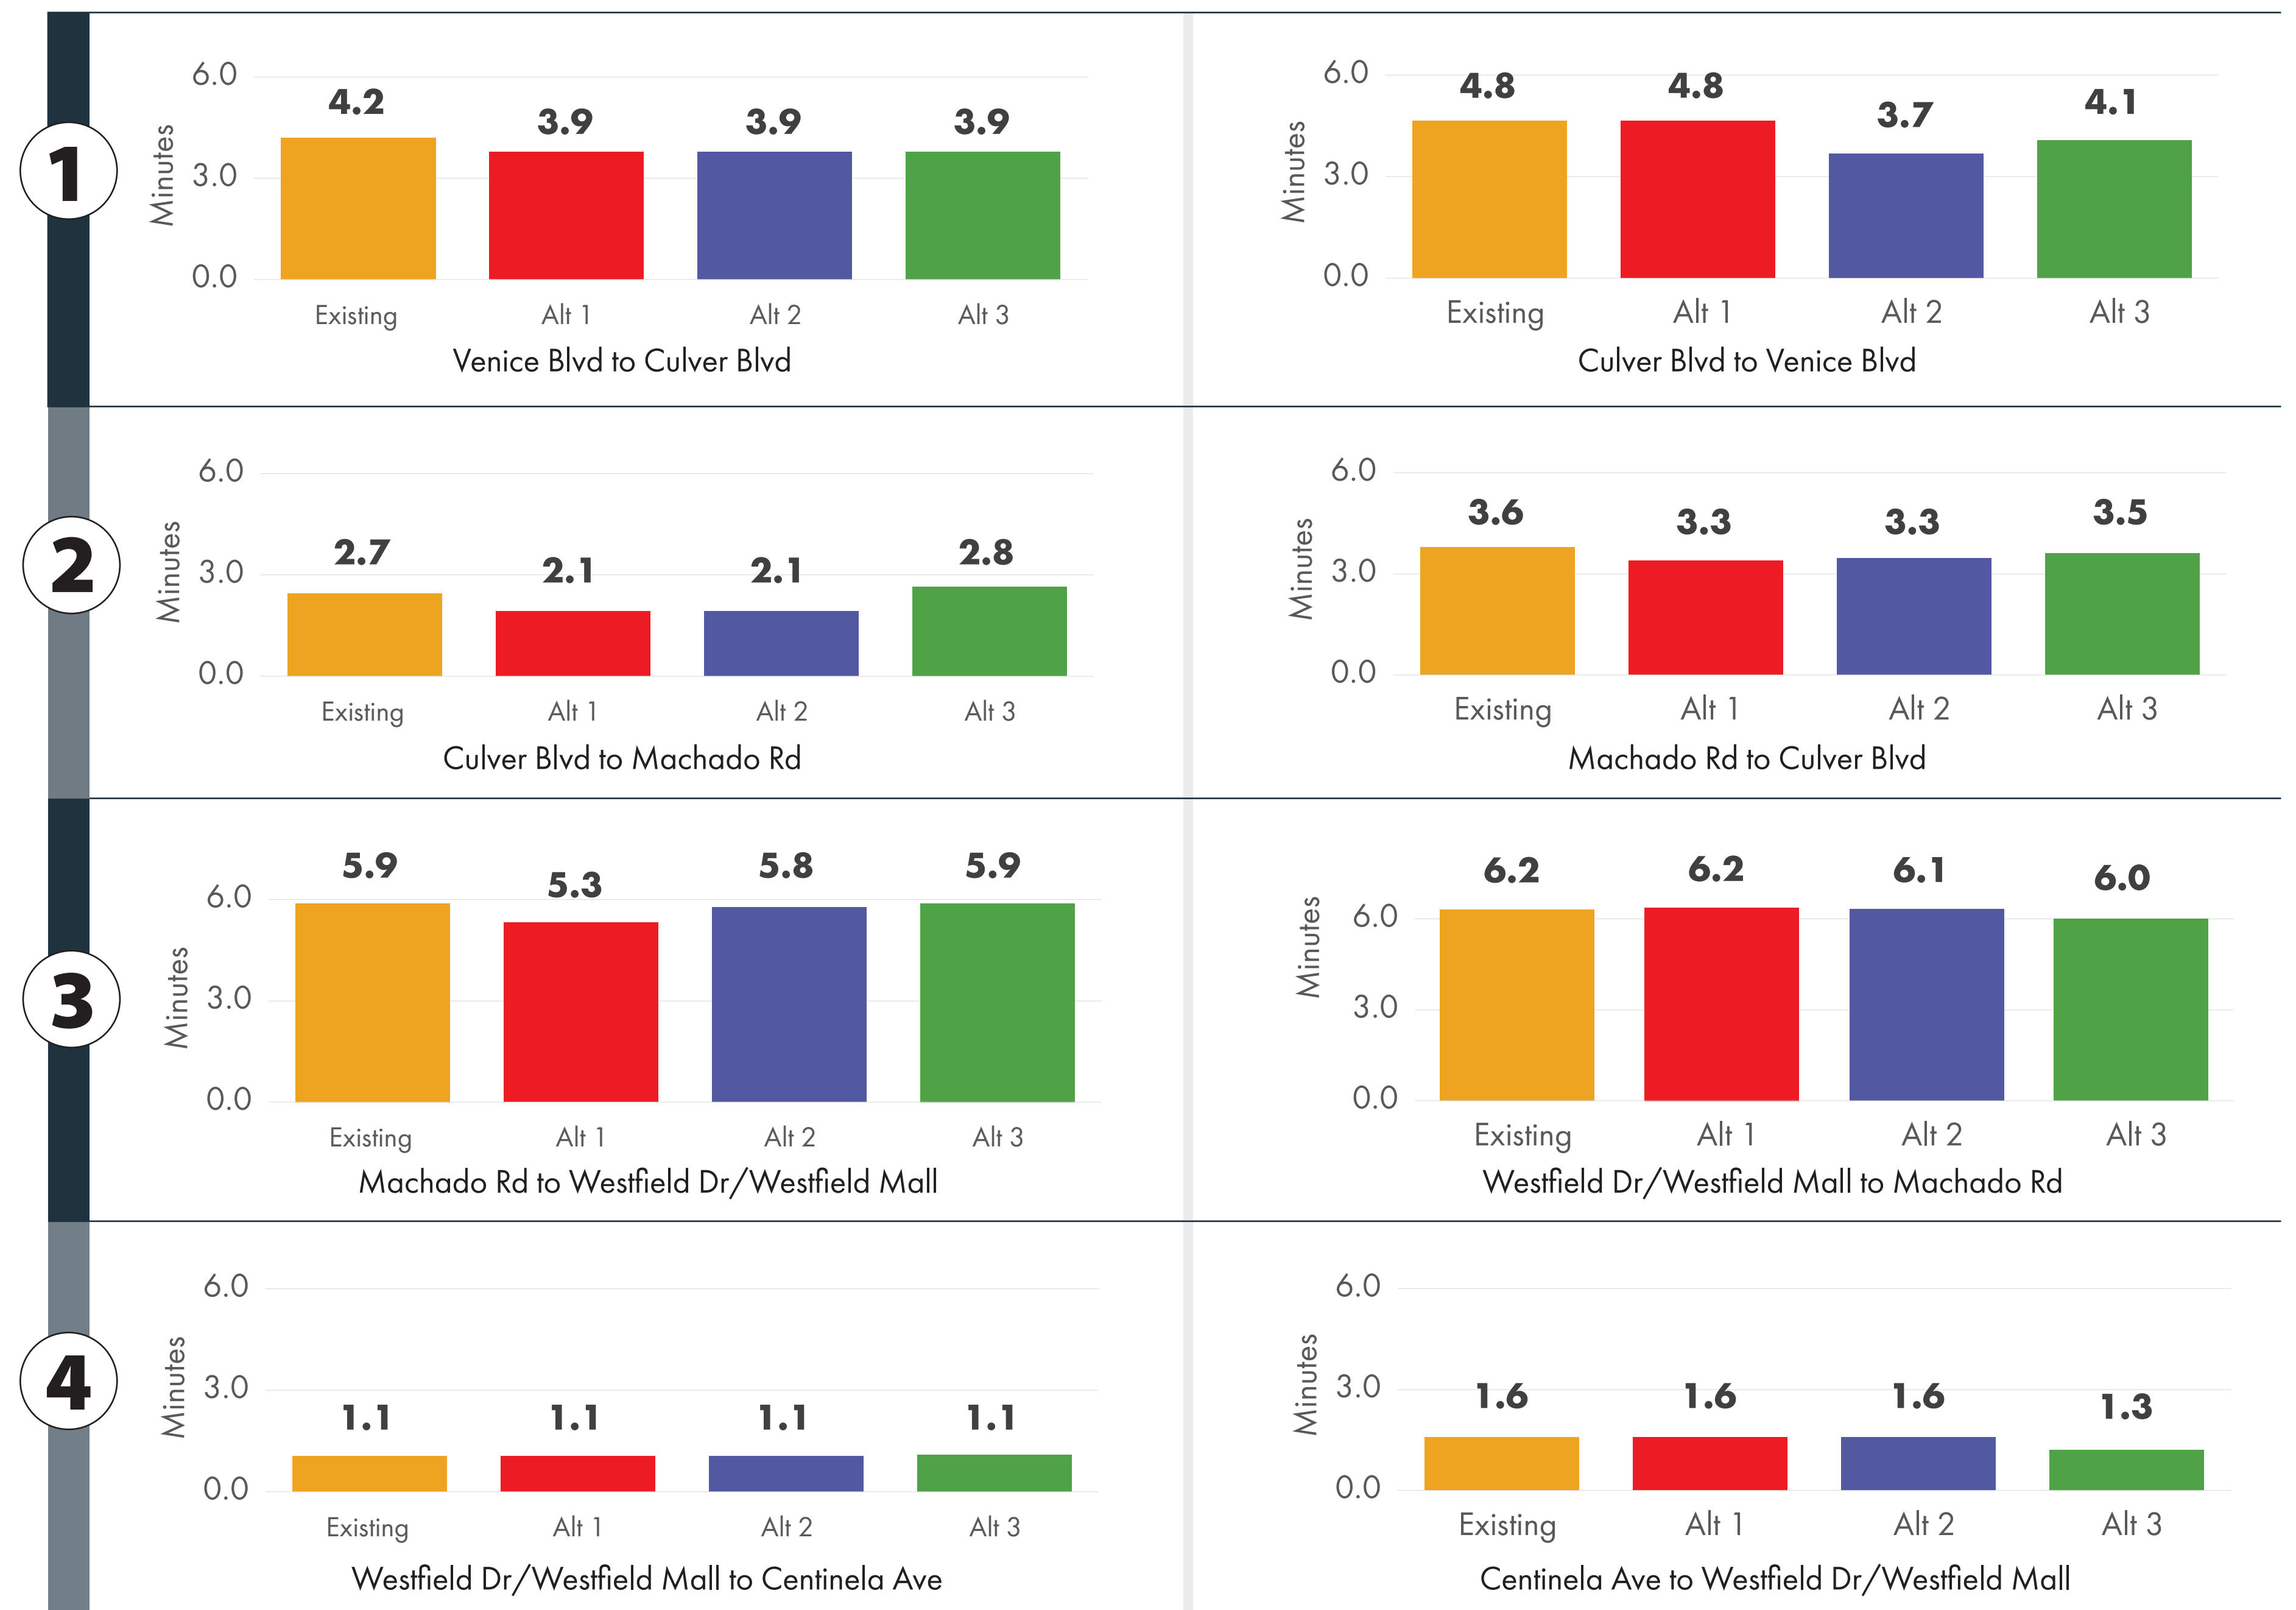 1
Minutes
6.0
3.0
0.0
4.2 3.9 3.9 3.9
Existing Alt 1 Alt 2 Alt 3
Venice Blvd to Culver Blvd
Minutes
6.0
3.0
0.0
4.8 4.8 3.7 4.1
Existing Alt 1 Alt 2 Alt 3
Culver Blvd to Venice Blvd
2
Minutes
6.0
3.0
0.0
2.7 2.1 2.1 2.8
Existing Alt 1 Alt 2 Alt 3
Culver Blvd to Machado Rd
Minutes
6.0
3.0
0.0
3.6 3.3 3.3 3.5
Existing Alt 1 Alt 2 Alt 3
Machado Rd to Culver Blvd
3
Minutes
6.0
3.0
0.0
5.9 5.3 5.8 5.9
Existing Alt 1 Alt 2 Alt 3
Machado Rd to Westfield Dr/Westfield Mall
Minutes
6.0
3.0
0.0
6.2 6.2 6.1 6.0
Existing Alt 1 Alt 2 Alt 3
Westfield Dr/Westfield Mall to Machado Rd
4
Minutes
6.0
3.0
0.0
1.1 1.1 1.1 1.1
Existing Alt 1 Alt 2 Alt 3
Westfield Dr/Westfield Mall to Centinela Ave
Minutes
6.0
3.0
0.0
1.6 1.6 1.6 1.3
Existing Alt 1 Alt 2 Alt 3
Centinela Ave to Westfield Dr/Westfield Mall